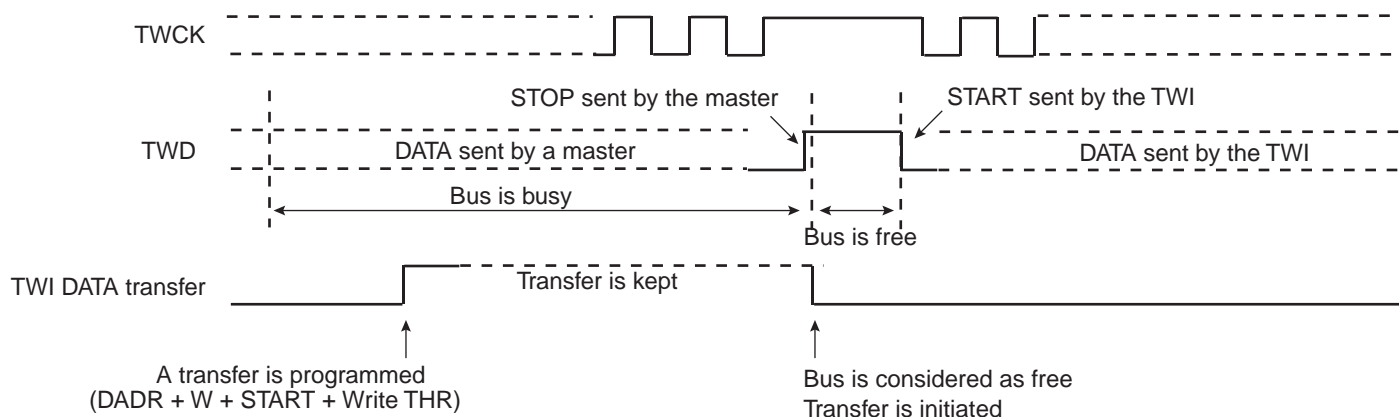 TWCK
STOP sent by the master
START sent by the TWI
TWD
DATA sent by a master
DATA sent by the TWI
Bus is busy
Bus is free
TWI DATA transfer
Transfer is kept
A transfer is programmed
(DADR + W + START + Write THR)
Bus is considered as free
Transfer is initiated